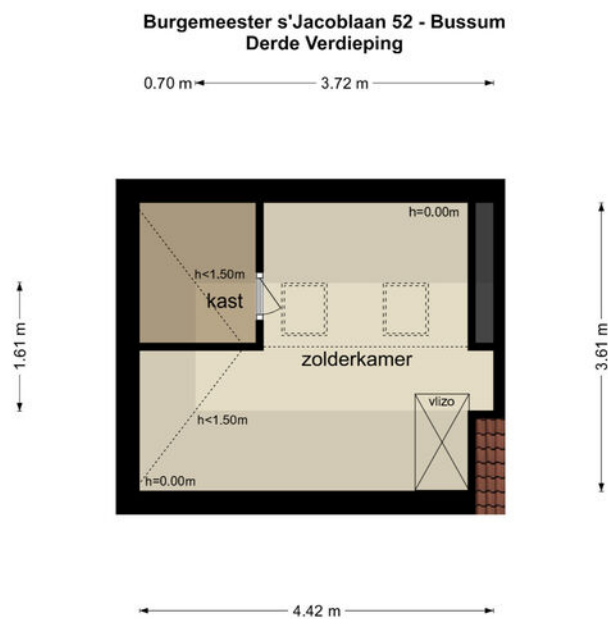 Burgemeester s'Jacoblaan 52 - Bussum
Derde Verdieping
0.70 m
3.72 m
h=0.00m
h<1.50m
kast
1.61 m
3.61 m
zolderkamer
vlizo
h<1.50m
h=0.00m
4.42 m